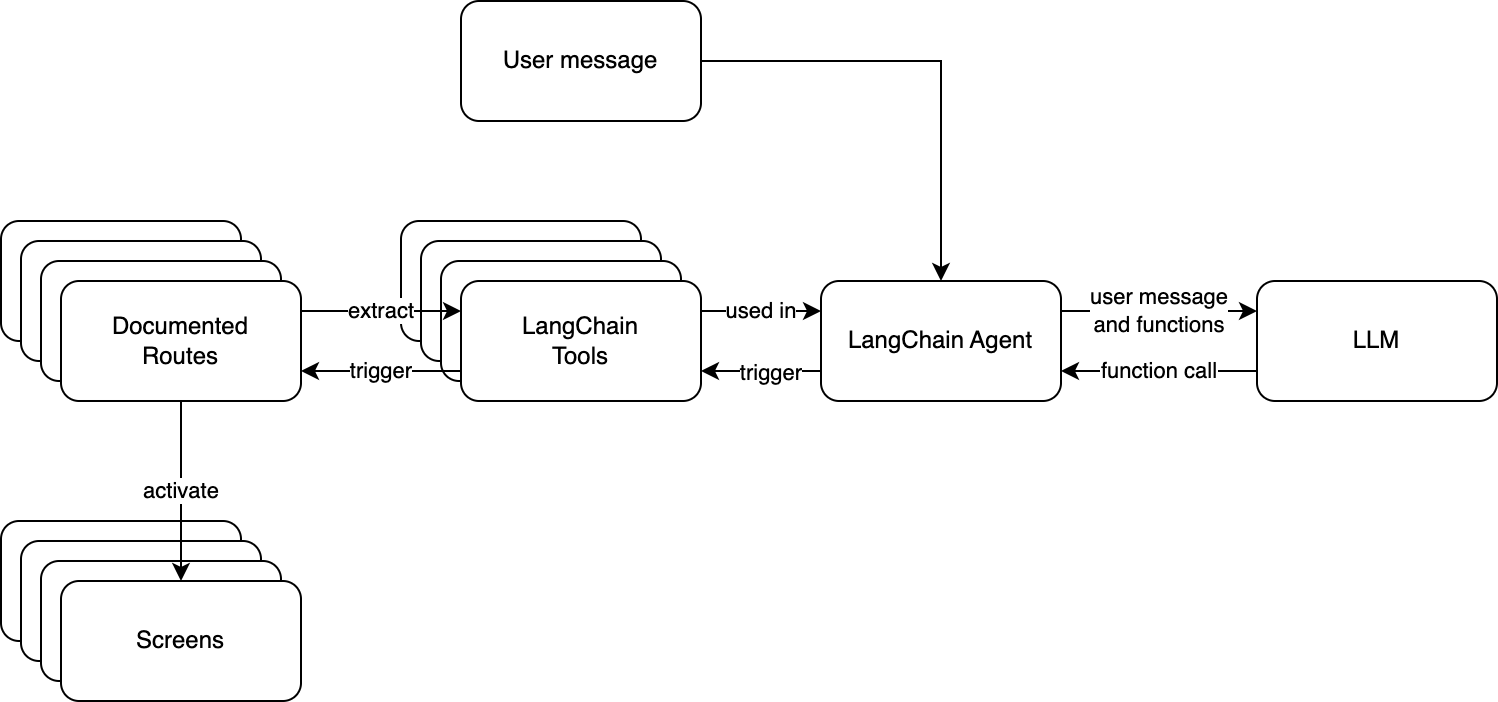 User message
Documented
Routes
extract
trigger
LangChain
Tools
used in
trigger
LangChain Agent
user message
and functions
function call
LLM
activate
Screens